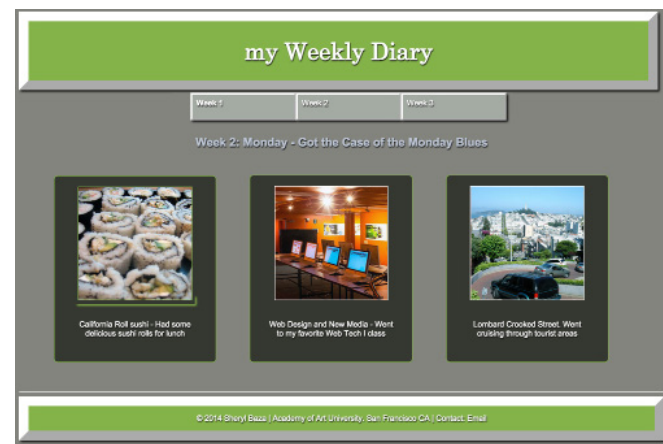 my Weekly Diary
Week 1
Week 2
Week 3
Week 2: Monday - Got the Case of the Monday Blues
California Roll sushi - Had some
delicious sushi rolls for lunch
Web Design and New Media - Went
to my favorite Web Tech I class
Lombard Crooked Street. Went
cruising through tourist areas
© 2014 Sheryl Baza | Academy of Art University, San Francisco CA | Contact: Email